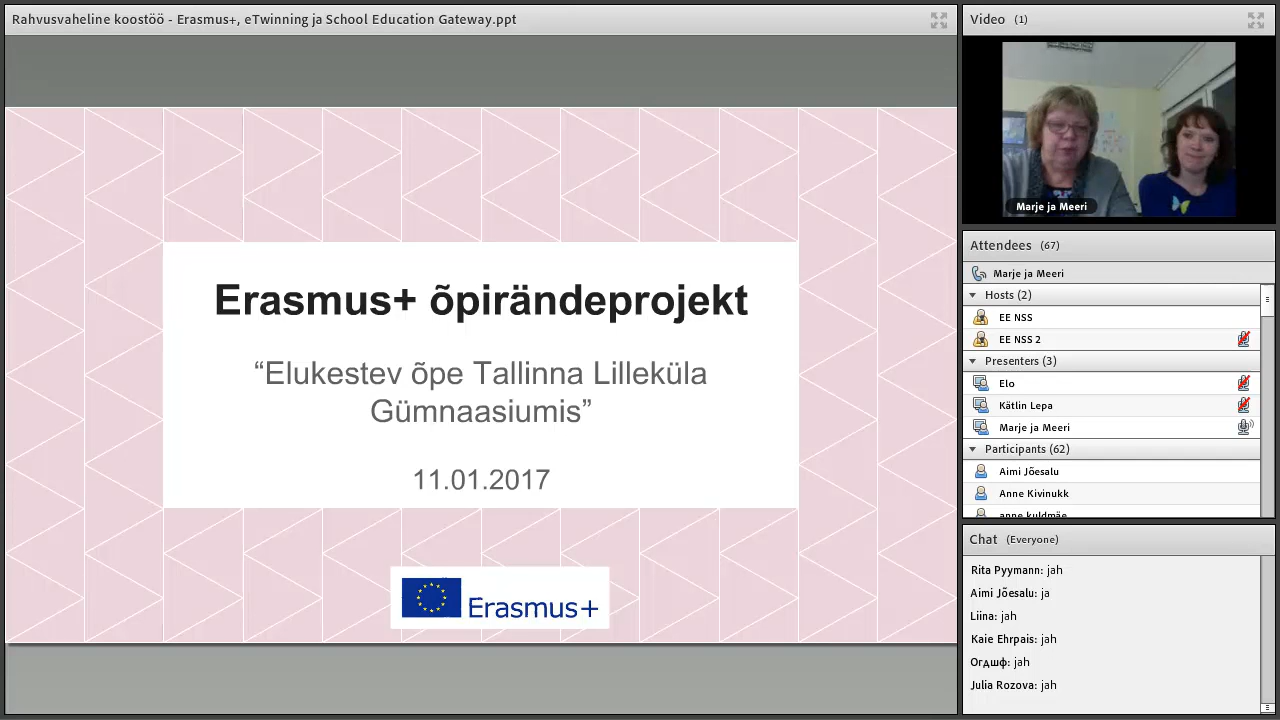 Rahvusvaheline koostöö - Erasmus+, eTwinning ja School Education Gateway.ppt
Erasmus+ õpirändeprojekt
“Elukestev õpe Tallinna Lilleküla
Gümnaasiumis”
11.01.2017
Erasmus+
Video (1)
Marje ja Meeri
Attendees (67)
Marje ja Meeri
Hosts (2)
EE NSS
EE NSS 2
Presenters (3)
Elo
Kätlin Lepa
Marje ja Meeri
Participants (62)
Aimi Jõesalu
Anne Kivinukk
anne kuldmäe
Chat (Everyone)
Rita Pyymann: jah
Aimi Jõesalu: ja
Liina: jah
Kaie Ehrpais: jah
Огдшф: jah
Julia Rozova: jah